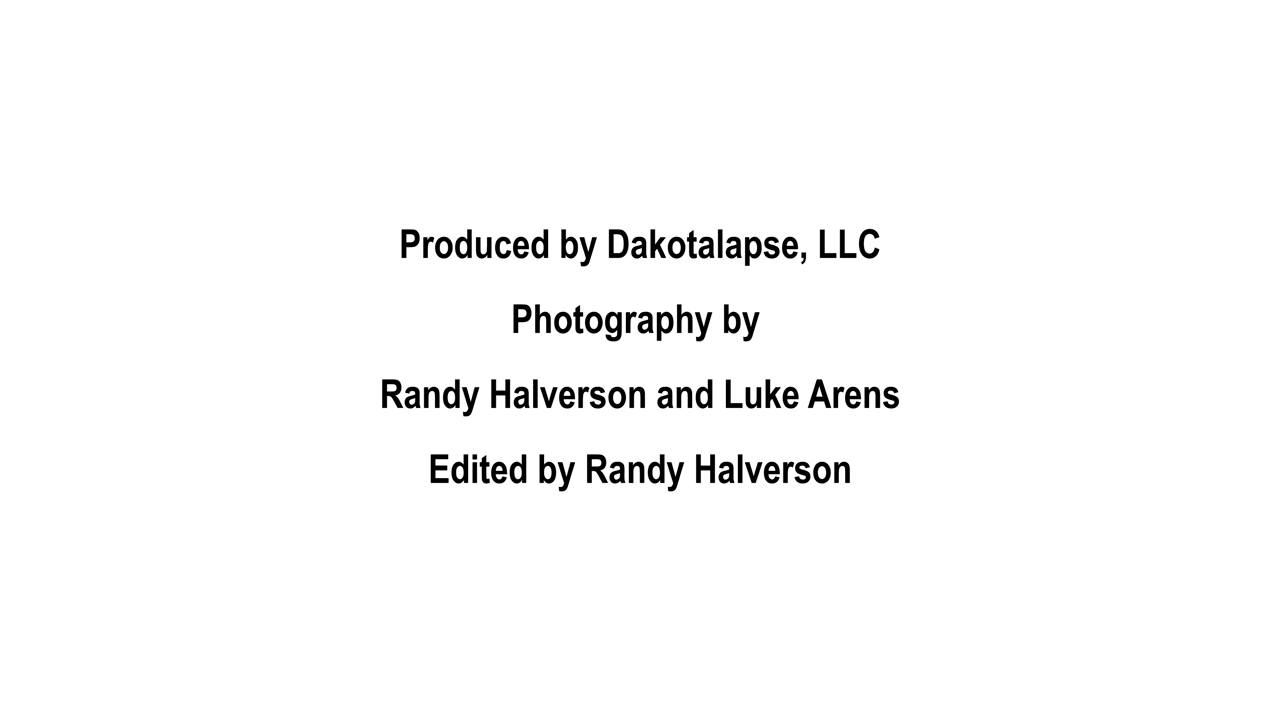 Produced by Dakotalapse, LLC
Photography by
Randy Halverson and Luke Arens
Edited by Randy Halverson